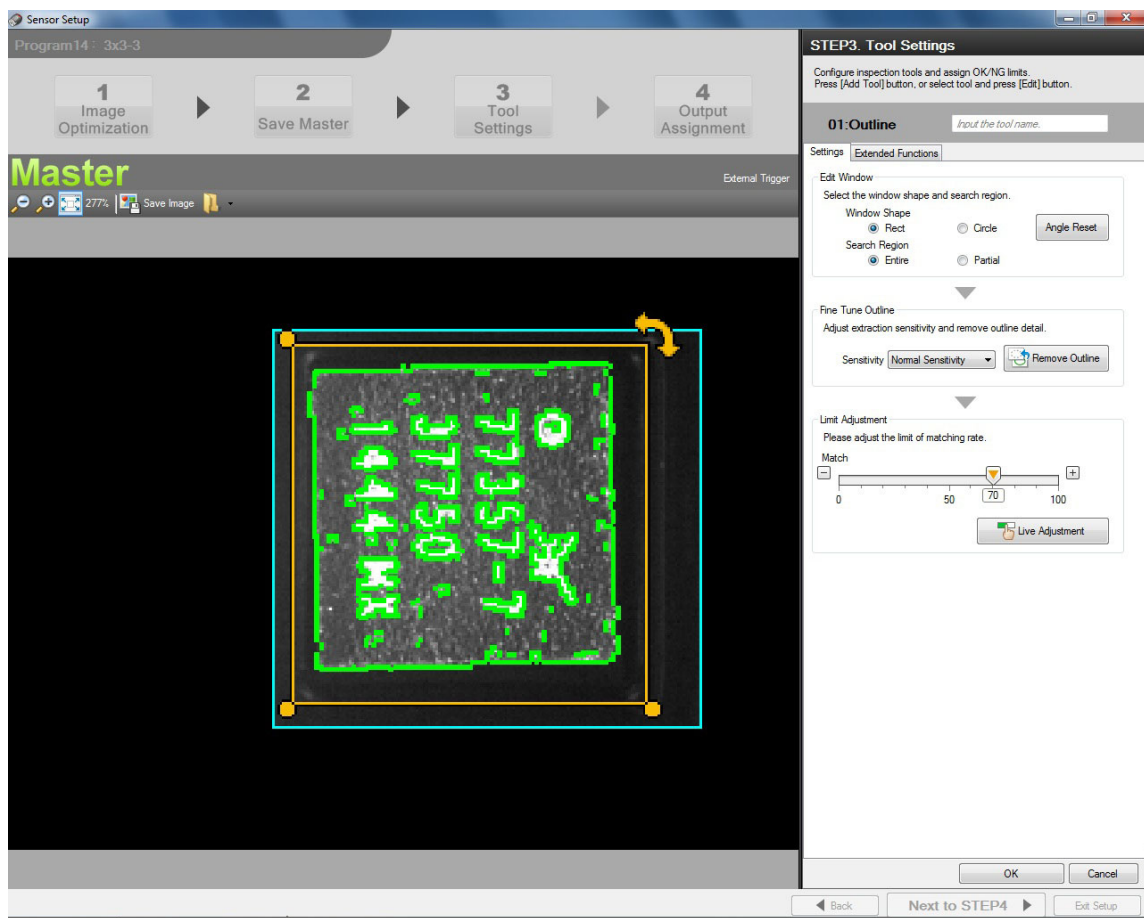 Sensor Setup
Program14 : 3x3-3
1
Image
Optimization
2
Save Master
3
Tool
Settings
4
Output
Assignment
Master
External Trigger
277%
Save Image
77357-7
1444 MX
STEP3. Tool Settings
Configure inspection tools and assign OK/NG limits.
Press [Add Tool] button, or select tool and press [Edit] button.
01:Outline
Input the tool name.
Settings
Extended Functions
Edit Window
Select the window shape and search region.
Window Shape
Rect
Circle
Angle Reset
Search Region
Entire
Partial
Fine Tune Outline
Adjust extraction sensitivity and remove outline detail.
Sensitivity
Normal Sensitivity
Remove Outline
Limit Adjustment
Please adjust the limit of matching rate.
Match
0
50
70
100
Live Adjustment
OK
Cancel
Back
Next to STEP4
Exit Setup